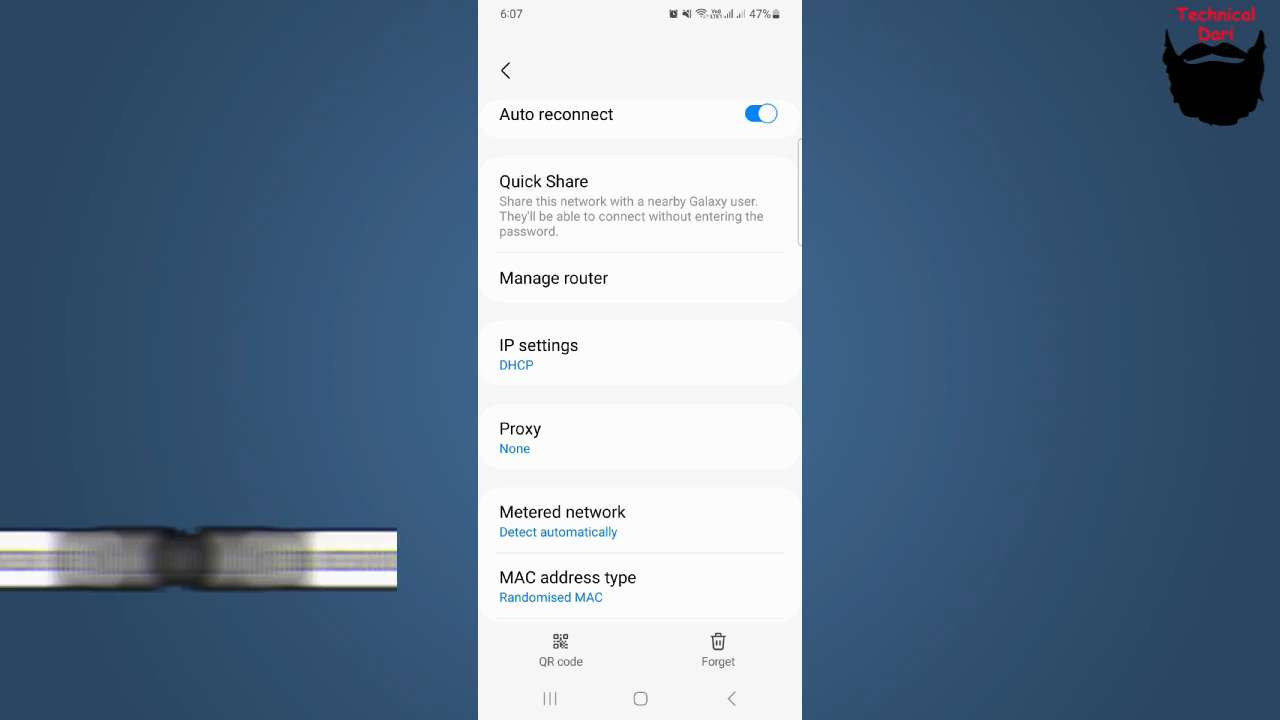 Technical
Dari
6:07
47%
Auto reconnect
Quick Share
Share this network with a nearby Galaxy user.
They'll be able to connect without entering the
password.
Manage router
IP settings
DHCP
Proxy
None
Metered network
Detect automatically
MAC address type
Randomised MAC
QR code
Forget